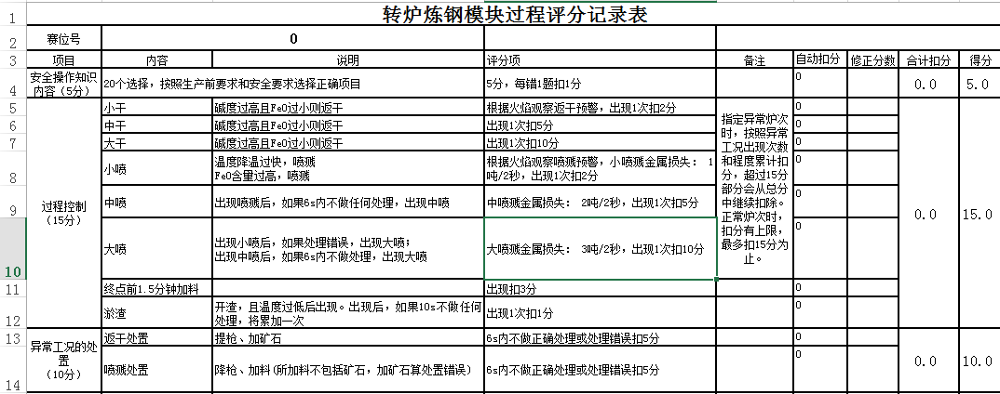 转炉炼钢模块过程评分记录表
1
2 赛位号 0
3 项目 内容 说明 评分项 备注 自动扣分 修正分数 合计扣分 得分
4 安全操作知识
内容（5分） 20个选择，按照生产前要求和安全要求选择正确项目 5分，每错1题扣1分 0 0.0 5.0
5 小干 碱度过高且FeO过小则返干 根据火焰观察返干预警，出现1次扣2分 0
6 中干 碱度过高且FeO过小则返干 出现1次扣5分 0
7 大干 碱度过高且FeO过小则返干 出现1次扣10分 0
8 小喷 温度降温过快，喷溅
FeO含量过高，喷溅 根据火焰观察喷溅预警，小喷溅金属损失： 1
吨/2秒，出现1次扣2分 0
9 中喷 出现喷溅后，如果6s内不做任何处理，出现中喷 中喷溅金属损失： 2吨/2秒，出现1次扣5分 0
过程控制
（15分）
指定异常炉次
时，按照异常
工况出现次数
和程度累计扣
分，超过15分
部分会从总分
中继续扣除。
正常炉次时，
扣分有上限，
最多扣15分为
止。
0.0 15.0
10 大喷 出现小喷后，如果处理错误，出现大喷；
出现中喷后，如果6s内不做处理，出现大喷 大喷溅金属损失： 3吨/2秒，出现1次扣10分 0
11 终点前1.5分钟加料 出现扣3分 0
12 淤渣 开渣，且温度过低后出现。出现后，如果10s不做任何
处理，将累加一次 出现1次扣1分 0
13 返干处置 提枪、加矿石 6s内不做正确处理或处理错误扣5分 0
异常工况的处
置
（10分） 0.0 10.0
14 喷溅处置 降枪、加料(所加料不包括矿石，加矿石算处置错误） 6s内不做正确处理或处理错误扣5分 0